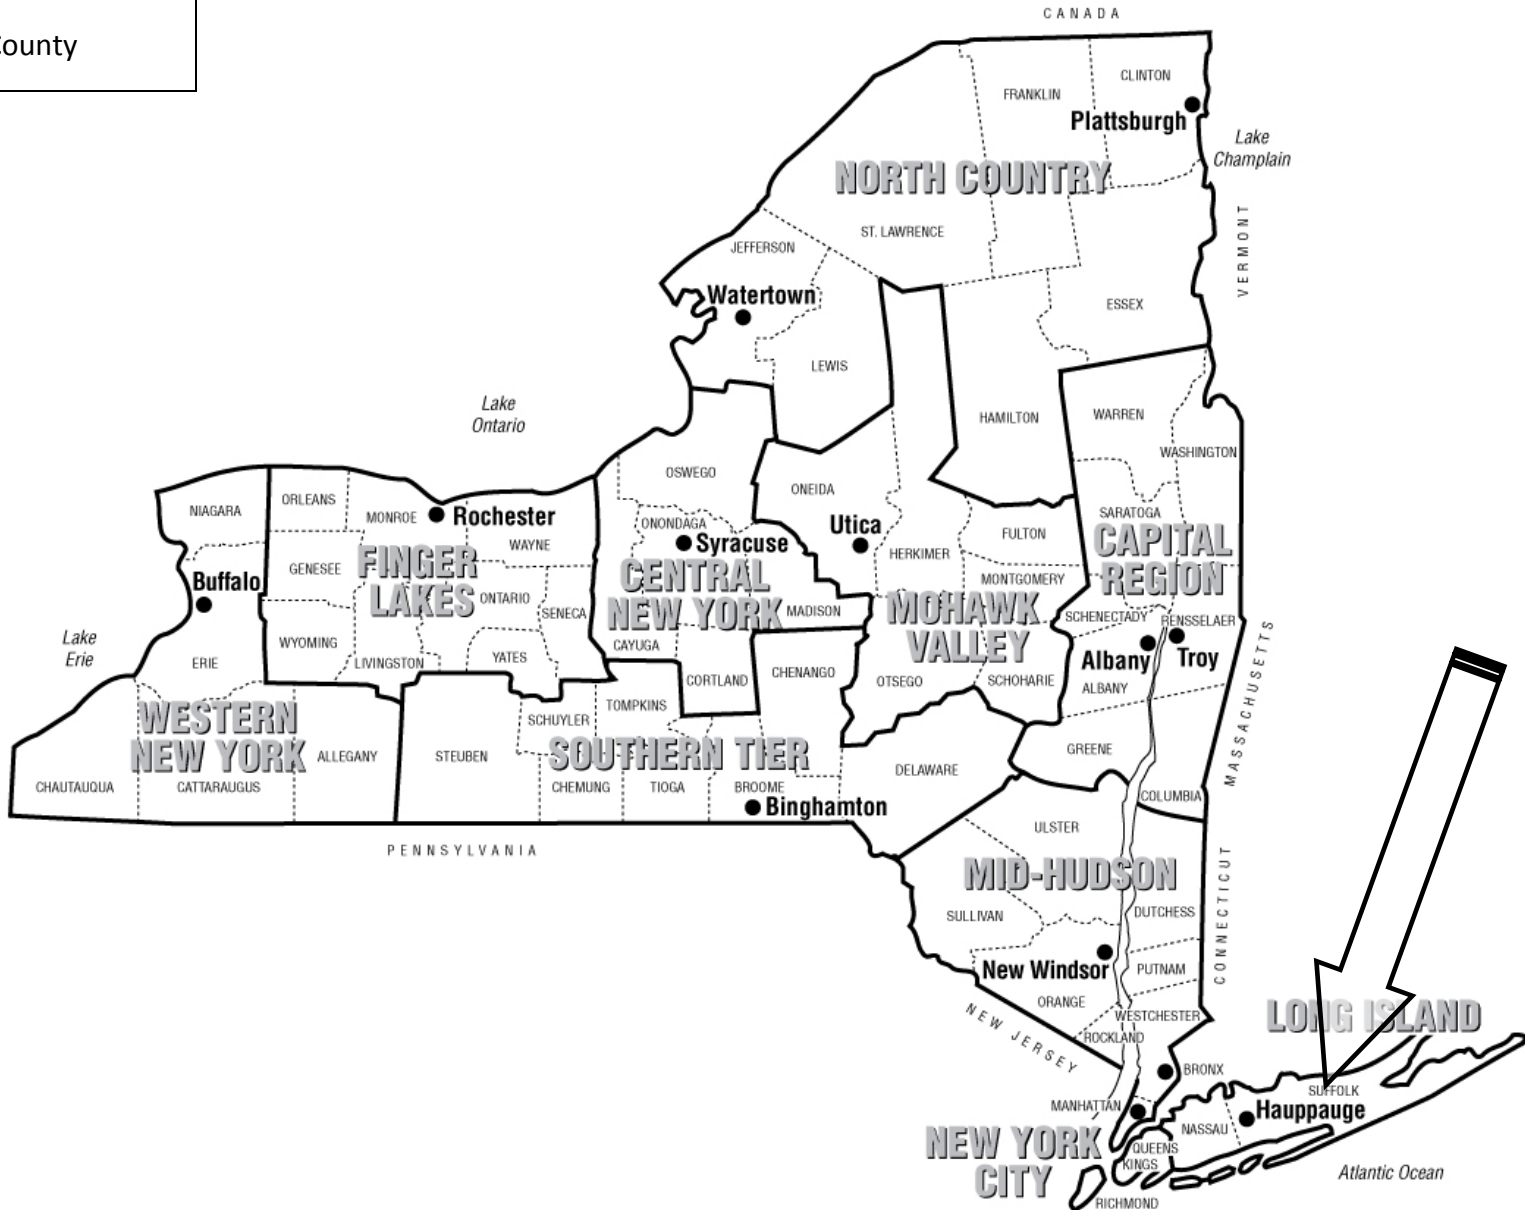 County
CANADA
CLINTON
FRANKLIN
Plattsburgh
Lake
Champlain
NORTH COUNTRY
VERMONT
ST. LAWRENCE
JEFFERSON
Watertown
ESSEX
LEWIS
Lake
Ontario
HAMILTON
WARREN
WASHINGTON
OSWEGO
ONEIDA
NIAGARA
ORLEANS
MONROE
Rochester
SARATOGA
ONONDAGA
Utica
FULTON
Syracuse
WAYNE
HERKIMER
CAPITAL
REGION
GENESEE
FINGER
LAKES
CENTRAL
NEW YORK
MONTGOMERY
Buffalo
ONTARIO
SENECA
MADISON
MOHAWK
VALLEY
SCHENECTADY
RENSSELAER
Lake
Erie
WYOMING
CAYUGA
ERIE
LIVINGSTON
YATES
Albany
Troy
CORTLAND
CHENANGO
OTSEGO
SCHOHARIE
ALBANY
MASSACHUSETTS
TOMPKINS
SCHUYLER
WESTERN
NEW YORK
ALLEGANY
STEUBEN
SOUTHERN TIER
GREENE
DELAWARE
CHAUTAUQUA
CATTARAUGUS
CHEMUNG
TIOGA
BROOME
COLUMBIA
Binghamton
ULSTER
PENNSYLVANIA
MID-HUDSON
SULLIVAN
DUTCHESS
CONNECTICUT
New Windsor
PUTNAM
ORANGE
WESTCHESTER
LONG ISLAND
NEW JERSEY
ROCKLAND
BRONX
SUFFOLK
MANHATTAN
Hauppauge
NASSAU
NEW YORK
CITY
QUEENS
KINGS
Atlantic Ocean
RICHMOND